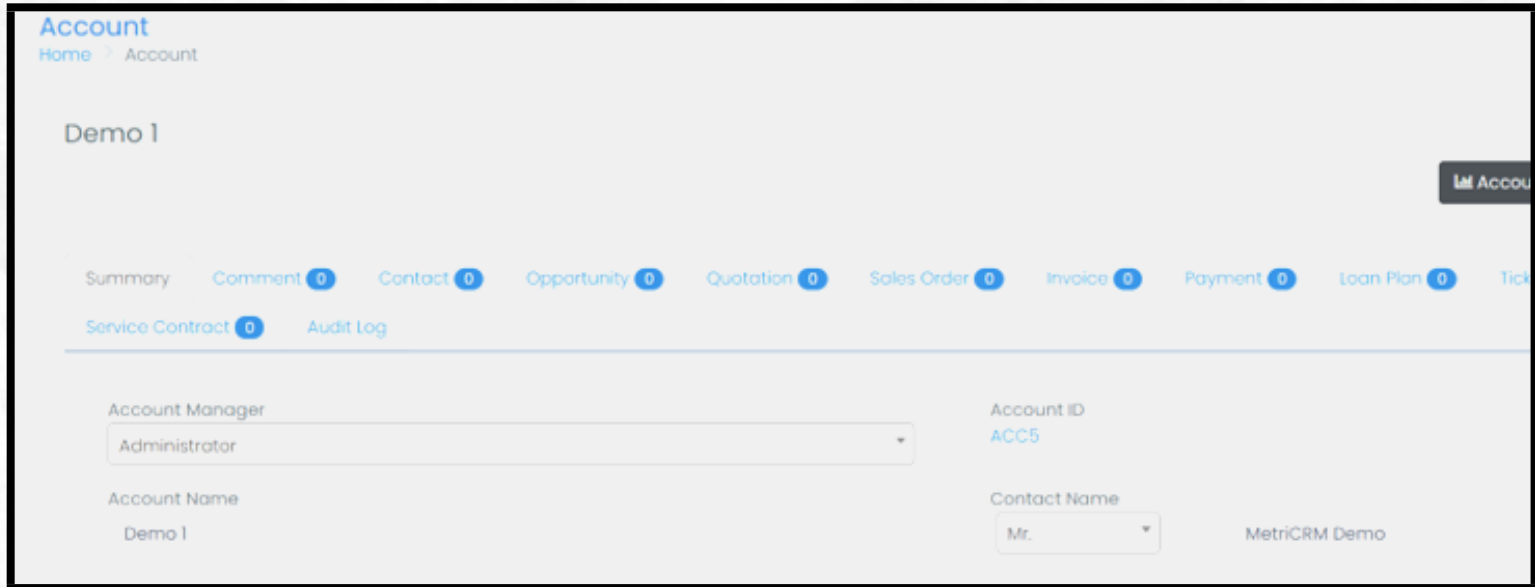 Account
Home > Account
Demo 1
Accou
Summary Comment 0 Contact 0 Opportunity 0 Quotation 0 Sales Order 0 Invoice 0 Payment 0 Loan Plan 0 Tick
Service Contract 0 Audit Log
Account Manager Account ID
Administrator ACC5
Account Name Contact Name
Demo 1 Mr. MetriCRM Demo